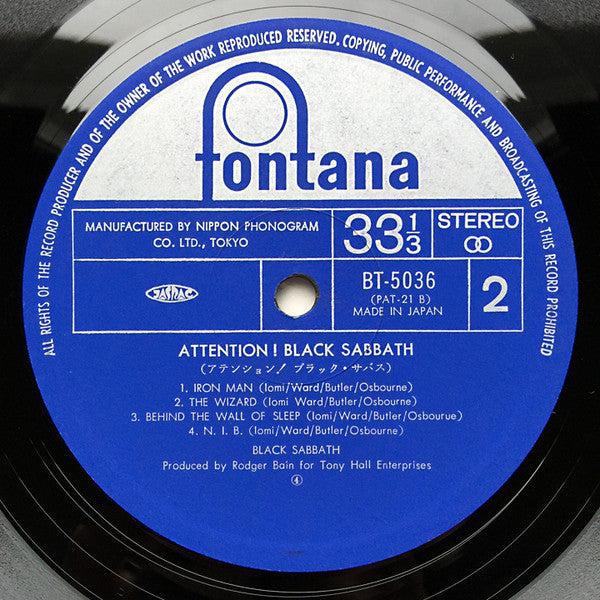 ALL RIGHTS OF THE RECORD PRODUCER AND OF THE OWNER OF THE WORK REPRODUCED RESERVED. COPYING, PUBLIC PERFORMANCE AND BROADCASTING OF THIS RECORD PROHIBITED
fontana
MANUFACTURED BY NIPPON PHONOGRAM
CO. LTD., TOKYO
33 1/3
STEREO
JASRAC
BT-5036
(PAT-21 B)
MADE IN JAPAN
2
ATTENTION! BLACK SABBATH
(アテンション! ブラック・サバス)
1. IRON MAN (Iomi/Ward/Butler/Osbourne)
2. THE WIZARD (Iomi Ward/Butler/Osbourne)
3. BEHIND THE WALL OF SLEEP (Iomi/Ward/Butler/Osbourue)
4. N. I. B. (Iomi/Ward/Butler/Osbourne)
BLACK SABBATH
Produced by Rodger Bain for Tony Hall Enterprises
④